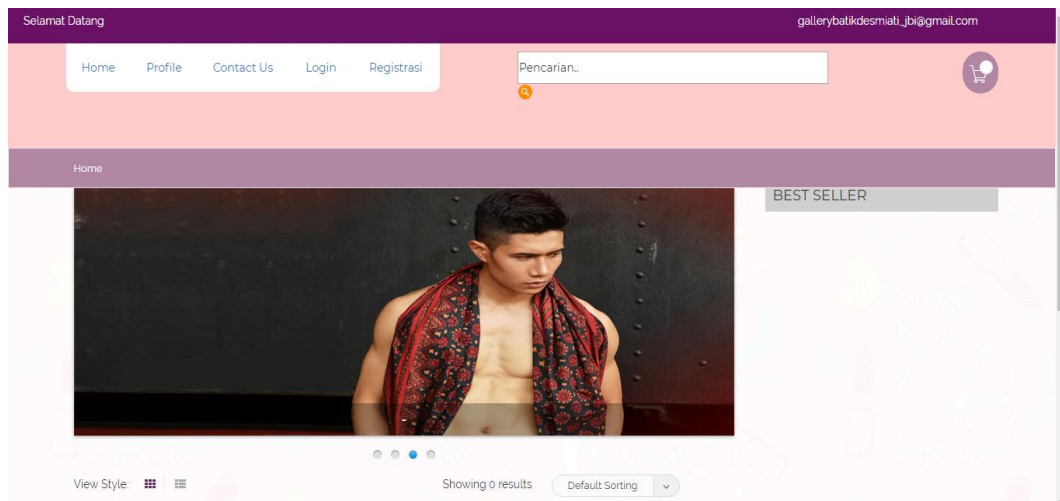 Selamat Datang
gallerybatikdesmiati_jbi@gmail.com
Home Profile Contact Us Login Registrasi
Pencarian..
Home
BEST SELLER
View Style:
Showing 0 results
Default Sorting